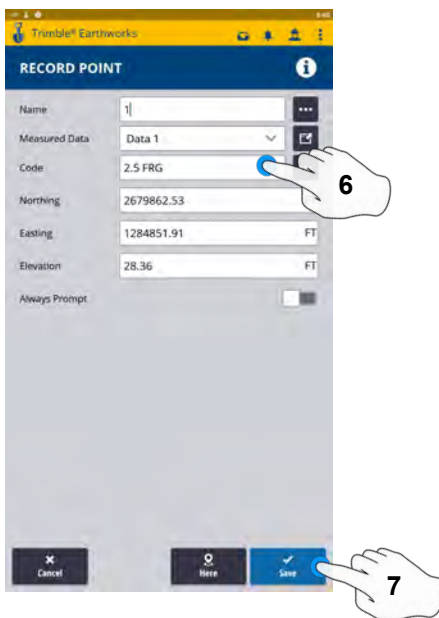 Trimble® Earthworks
RECORD POINT
Name 1
Measured Data Data 1
Code 2.5 FRG
6
Northing 2679862.53
Easting 1284851.91 FT
Elevation 28.36 FT
Always Prompt
Cancel Here Save
7